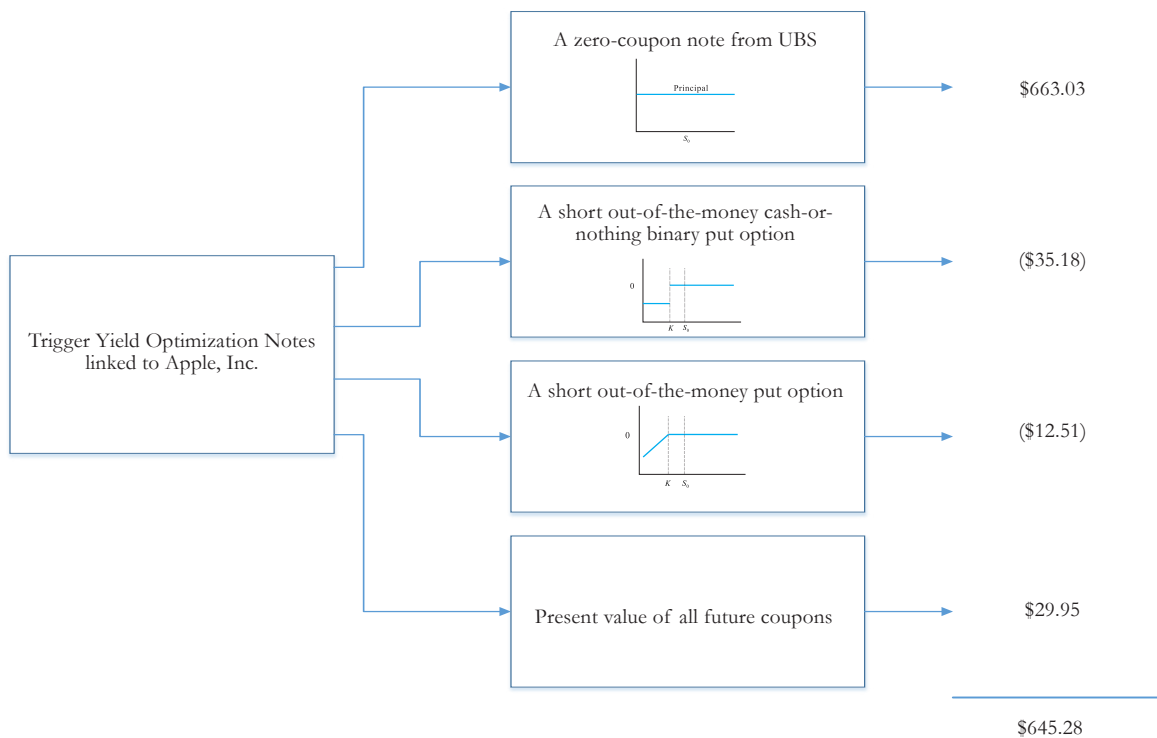 A zero-coupon note from UBS
Principal
S₀
$663.03
A short out-of-the-money cash-or-
nothing binary put option
0
K S₀
($35.18)
Trigger Yield Optimization Notes
linked to Apple, Inc.
A short out-of-the-money put option
0
K S₀
($12.51)
Present value of all future coupons
$29.95
$645.28